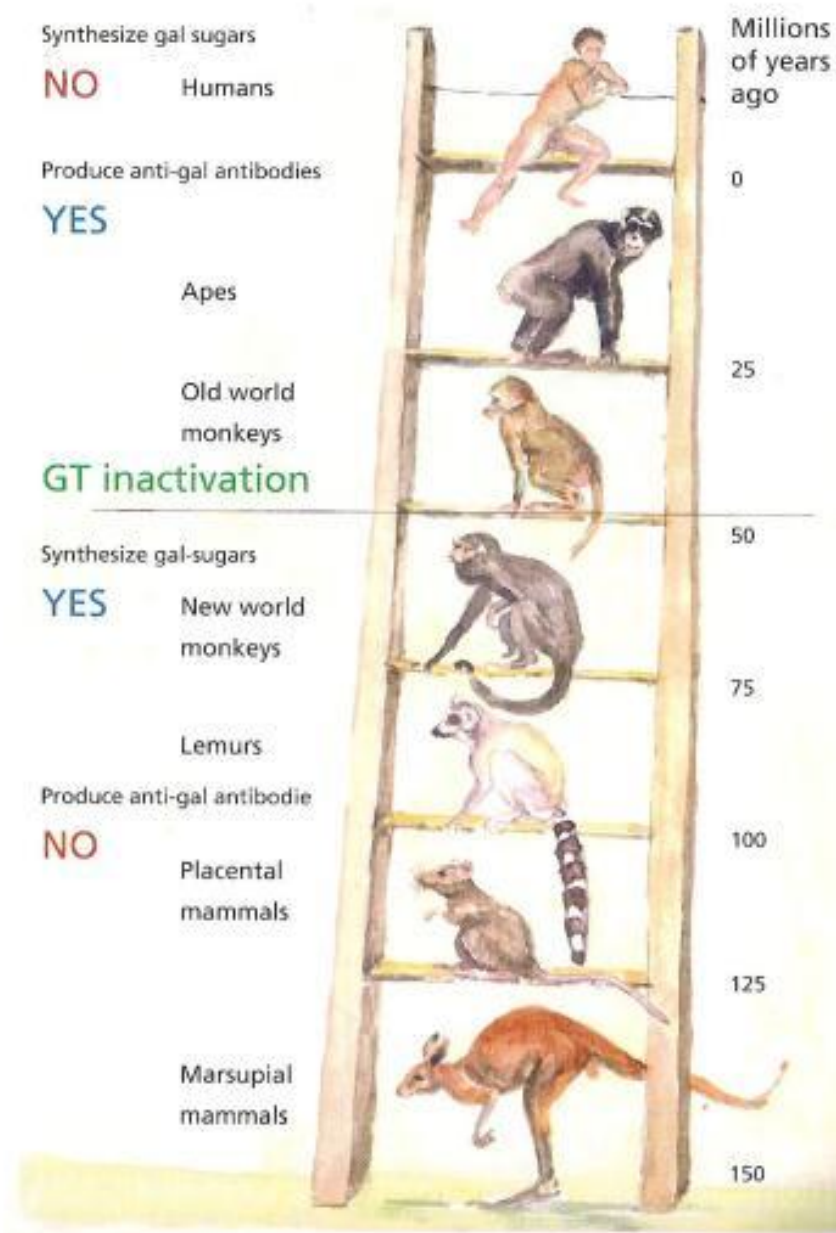 Synthesize gal sugars
NO
Humans
Millions
of years
ago
Produce anti-gal antibodies
0
YES
Apes
25
Old world
monkeys
GT inactivation
50
Synthesize gal-sugars
YES
New world
monkeys
75
Lemurs
Produce anti-gal antibodie
NO
100
Placental
mammals
125
Marsupial
mammals
150